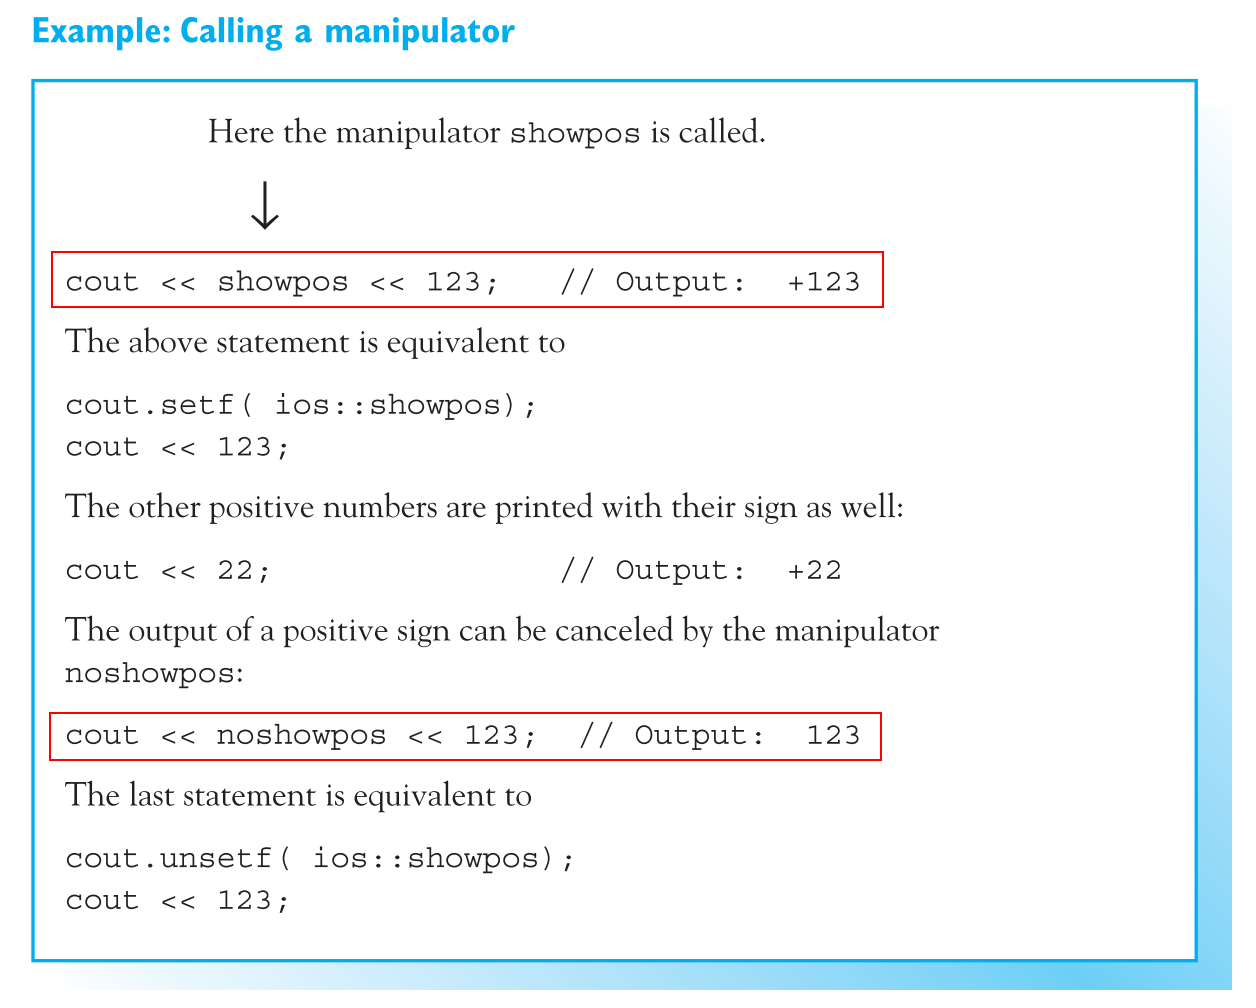 Example: Calling a manipulator
Here the manipulator showpos is called.
cout << showpos << 123;   // Output:  +123
The above statement is equivalent to
cout.setf( ios::showpos);
cout << 123;
The other positive numbers are printed with their sign as well:
cout << 22;               // Output:  +22
The output of a positive sign can be canceled by the manipulator
noshowpos:
cout << noshowpos << 123;  // Output:  123
The last statement is equivalent to
cout.unsetf( ios::showpos);
cout << 123;